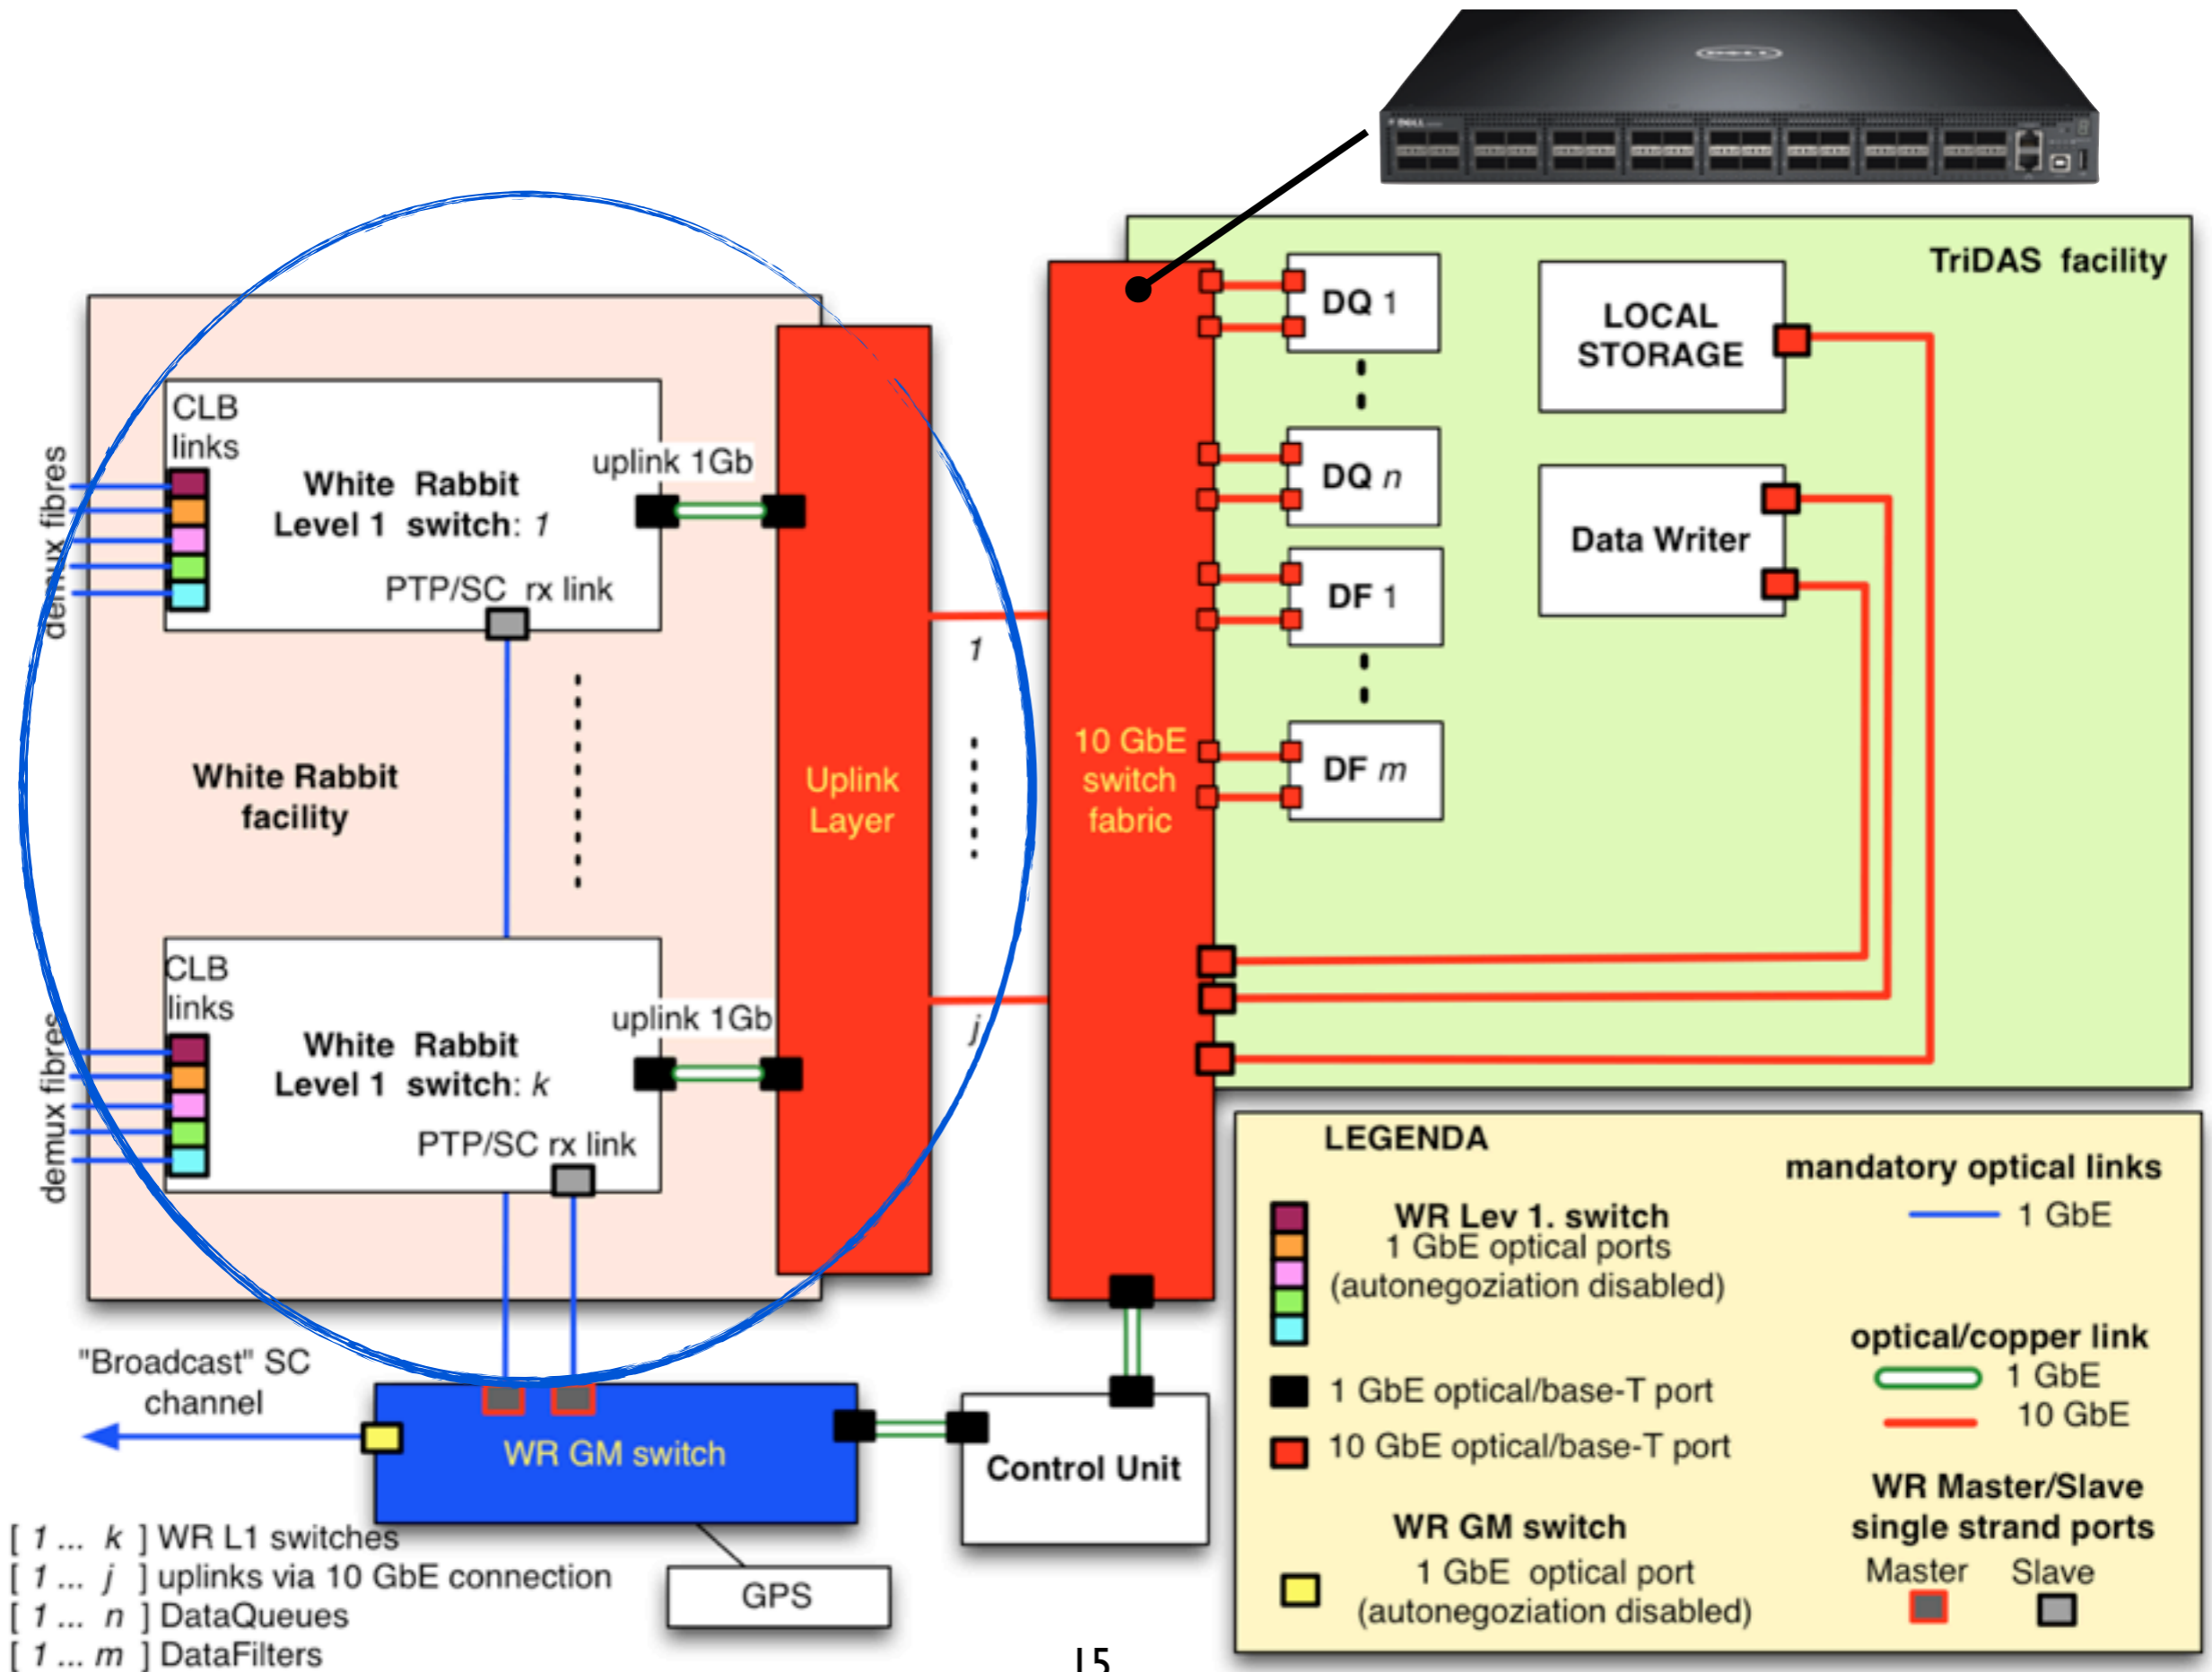 DELL
DELL
TriDAS facility
DQ 1
LOCAL
STORAGE
DQ n
Data Writer
DF 1
DF m
10 GbE
switch
fabric
CLB
links
demux fibres
White Rabbit
Level 1 switch: 1
uplink 1Gb
PTP/SC rx link
1
White Rabbit
facility
Uplink
Layer
CLB
links
demux fibres
White Rabbit
Level 1 switch: k
uplink 1Gb
PTP/SC rx link
j
"Broadcast" SC
channel
WR GM switch
Control Unit
GPS
[ 1 ... k ] WR L1 switches
[ 1 ... j ] uplinks via 10 GbE connection
[ 1 ... n ] DataQueues
[ 1 ... m ] DataFilters
LEGENDA
WR Lev 1. switch
1 GbE optical ports
(autonegoziation disabled)
1 GbE optical/base-T port
10 GbE optical/base-T port
WR GM switch
1 GbE optical port
(autonegoziation disabled)
mandatory optical links
1 GbE
optical/copper link
1 GbE
10 GbE
WR Master/Slave
single strand ports
Master Slave
15